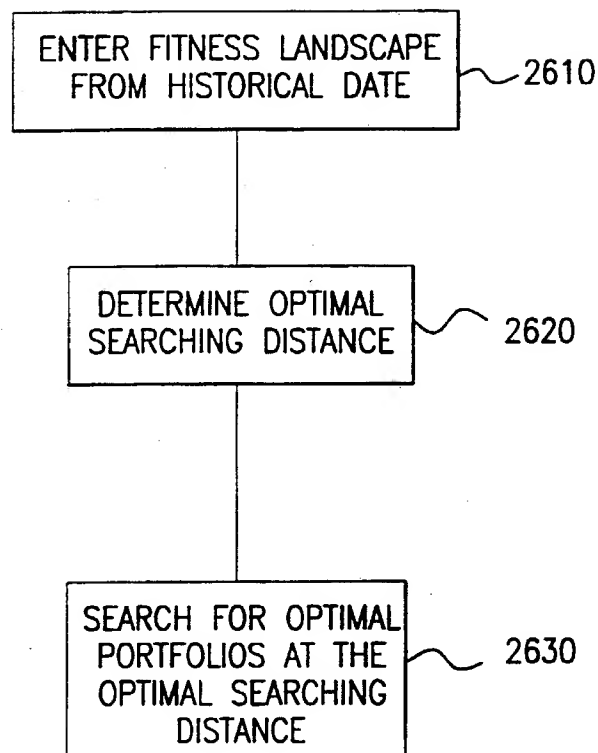 ENTER FITNESS LANDSCAPE
FROM HISTORICAL DATE
2610
DETERMINE OPTIMAL
SEARCHING DISTANCE
2620
SEARCH FOR OPTIMAL
PORTFOLIOS AT THE
OPTIMAL SEARCHING
DISTANCE
2630